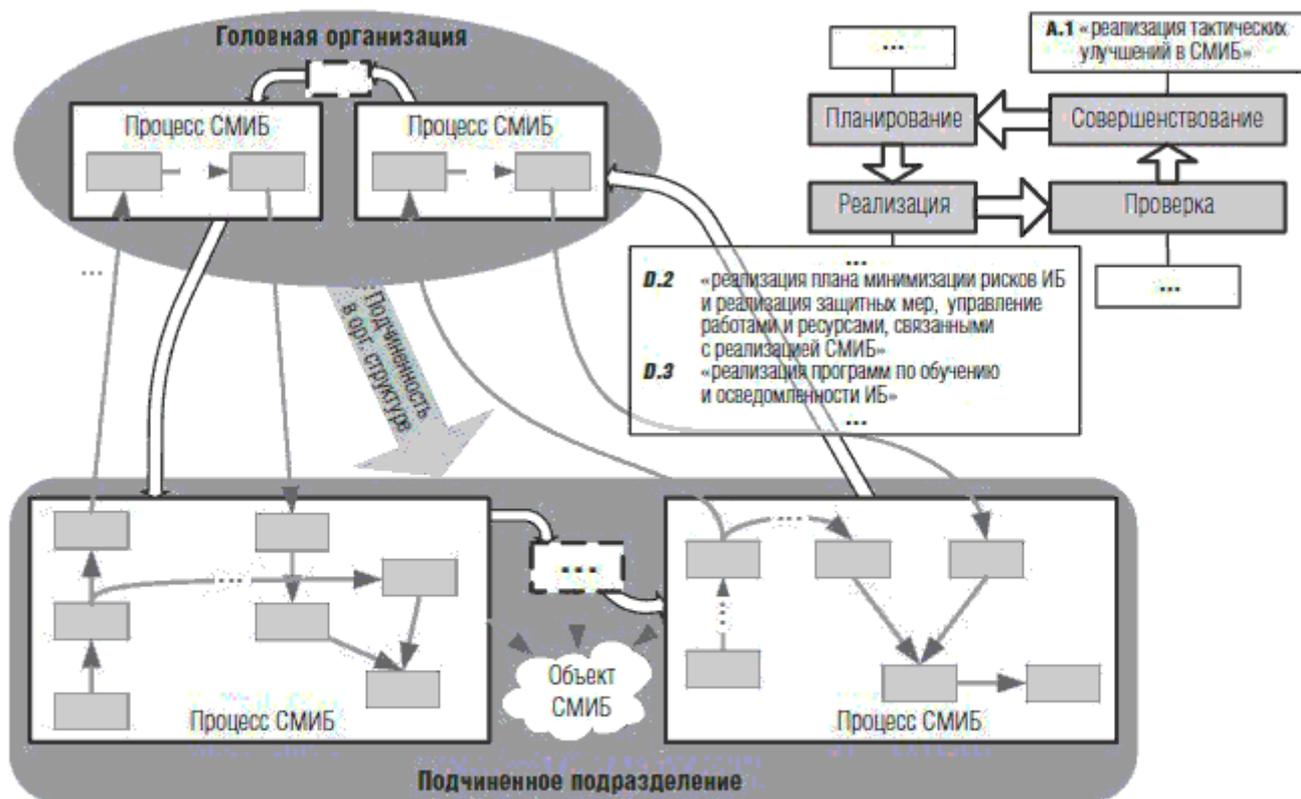 Головная организация
...
Процесс СМИБ
Процесс СМИБ
...
А.1 «реализация тактических
улучшений в СМИБ»
Планирование
Совершенствование
Реализация
Проверка
...
...
D.2 «реализация плана минимизации рисков ИБ
и реализация защитных мер, управление
работами и ресурсами, связанными
с реализацией СМИБ»
D.3 «реализация программ по обучению
и осведомленности ИБ»
...
...
... Подчиненность
в орг. структуре
...
...
...
...
Объект
СМИБ
Процесс СМИБ
Процесс СМИБ
Подчиненное подразделение